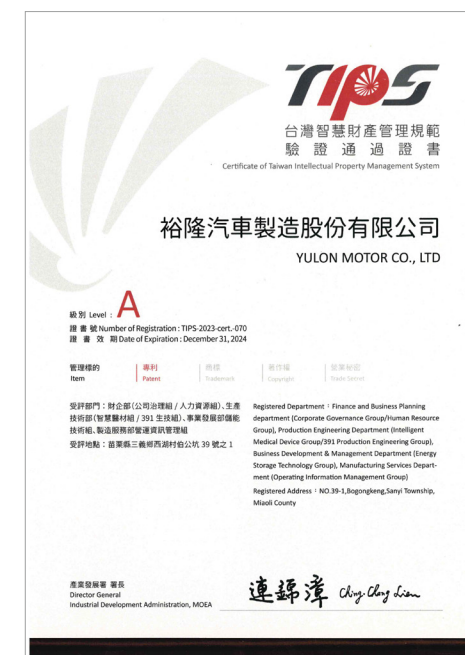 TIPS
台灣智慧財產管理規範
驗證通過證書
Certificate of Taiwan Intellectual Property Management System
裕隆汽車製造股份有限公司
YULON MOTOR CO., LTD
級別 Level : A
證書號 Number of Registration : TIPS-2023-cert.-070
證書效期 Date of Expiration : December 31, 2024
管理標的 專利 商標 著作權 營業秘密
Item Patent Trademark Copyright Trade Secret
受評部門：財企部(公司治理組 / 人力資源組)、生產
技術部(智慧醫材組 / 391 生技組)、事業發展部儲能
技術組、製造服務部營運資訊管理組
受評地點：苗栗縣三義鄉西湖村伯公坑 39 號之 1
Registered Department：Finance and Business Planning
department (Corporate Governance Group/Human Resource
Group), Production Engineering Department (Intelligent
Medical Device Group/391 Production Engineering Group),
Business Development & Management Department (Energy
Storage Technology Group), Manufacturing Services Depart-
ment (Operating Information Management Group)
Registered Address：NO.39-1,Bogongkeng,Sanyi Township,
Miaoli County
產業發展署 署長
Director General
Industrial Development Administration, MOEA
連錦漳 Ching-Chang Lien